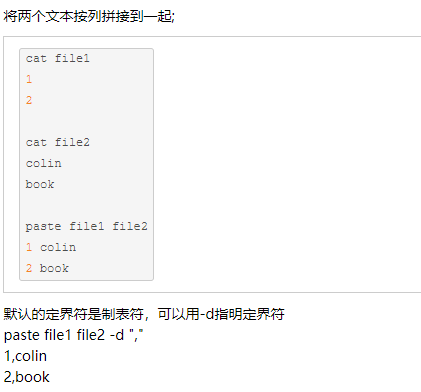 将两个文本按列拼接到一起;
cat file1
1
2
cat file2
colin
book
paste file1 file2
1 colin
2 book
默认的定界符是制表符，可以用-d指明定界符
paste file1 file2 -d ","
1,colin
2,book